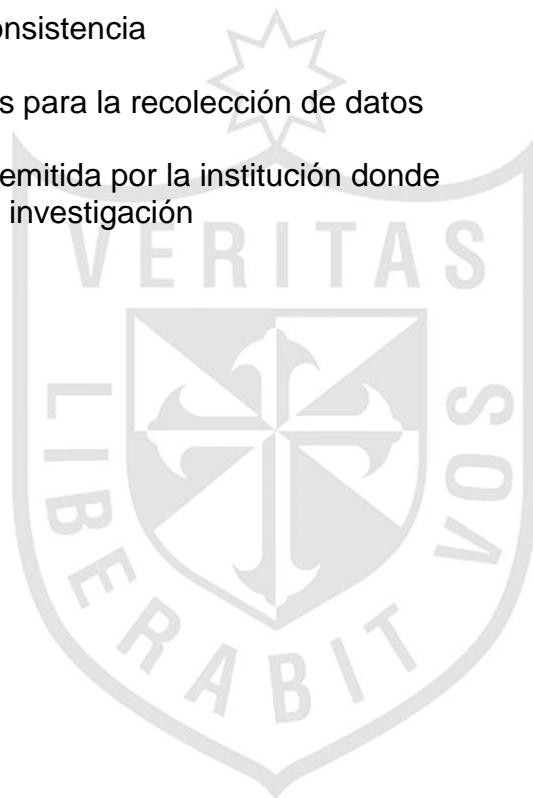 onsistencia
s para la recolección de datos
emitida por la institución donde
investigación
VERITAS
LIBERABIT VOS